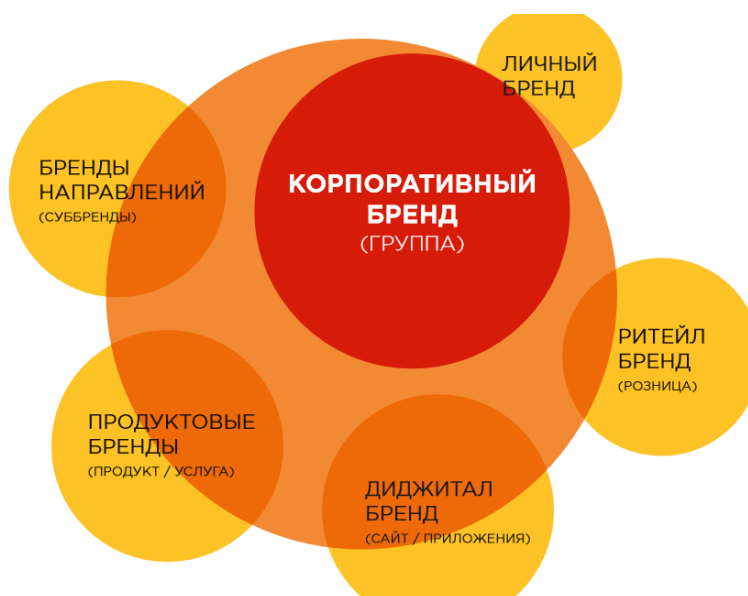 ЛИЧНЫЙ
БРЕНД
КОРПОРАТИВНЫЙ
БРЕНД
(ГРУППА)
БРЕНДЫ
НАПРАВЛЕНИЙ
(СУББРЕНДЫ)
РИТЕЙЛ
БРЕНД
(РОЗНИЦА)
ПРОДУКТОВЫЕ
БРЕНДЫ
(ПРОДУКТ / УСЛУГА)
ДИДЖИТАЛ
БРЕНД
(САЙТ / ПРИЛОЖЕНИЯ)